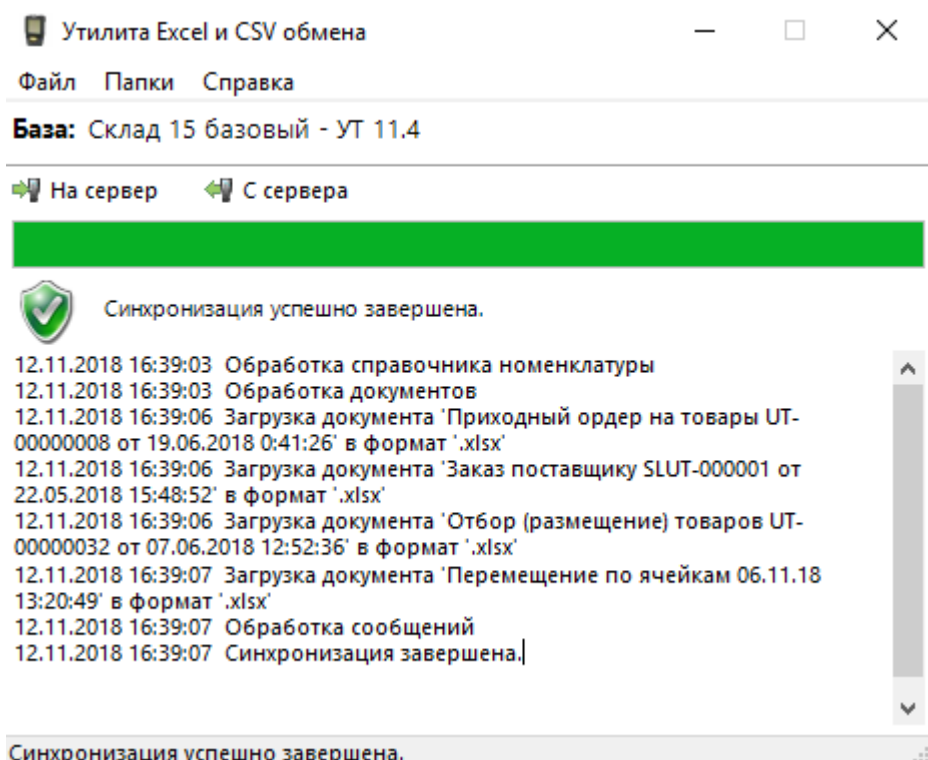 Утилита Excel и CSV обмена
Файл Папки Справка
База: Склад 15 базовый - УТ 11.4
На сервер С сервера
Синхронизация успешно завершена.
12.11.2018 16:39:03 Обработка справочника номенклатуры
12.11.2018 16:39:03 Обработка документов
12.11.2018 16:39:06 Загрузка документа 'Приходный ордер на товары UT-
00000008 от 19.06.2018 0:41:26' в формат '.xlsx'
12.11.2018 16:39:06 Загрузка документа 'Заказ поставщику SLUT-000001 от
22.05.2018 15:48:52' в формат '.xlsx'
12.11.2018 16:39:06 Загрузка документа 'Отбор (размещение) товаров UT-
00000032 от 07.06.2018 12:52:36' в формат '.xlsx'
12.11.2018 16:39:07 Загрузка документа 'Перемещение по ячейкам 06.11.18
13:20:49' в формат '.xlsx'
12.11.2018 16:39:07 Обработка сообщений
12.11.2018 16:39:07 Синхронизация завершена.
Синхронизация успешно завершена.